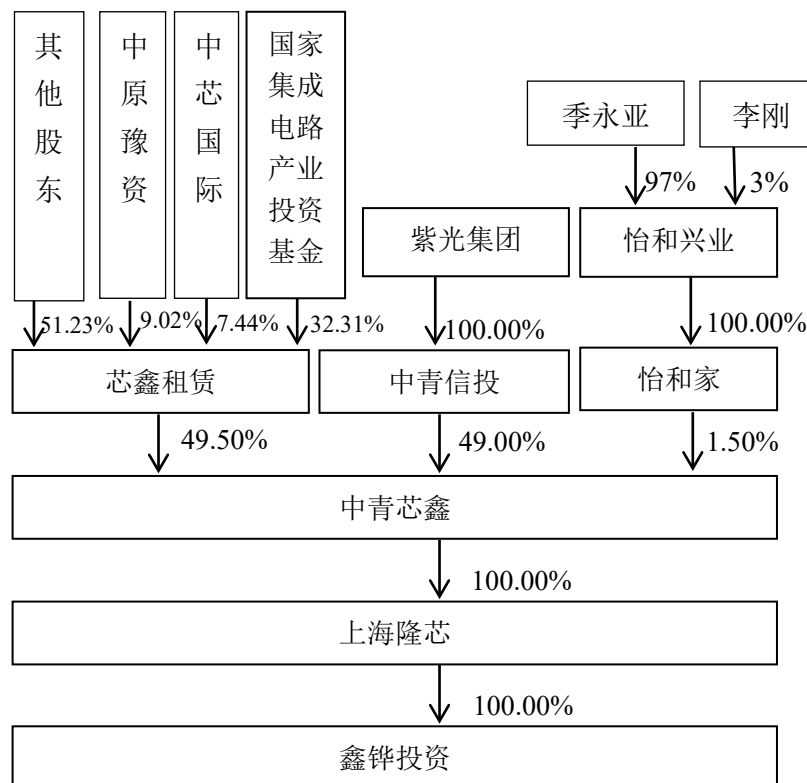 其他股东
中原豫资
中芯国际
国家集成电路产业投资基金
季永亚
李刚
97%
3%
紫光集团
怡和兴业
51.23%
9.02%
7.44%
32.31%
100.00%
100.00%
芯鑫租赁
中青信投
怡和家
49.50%
49.00%
1.50%
中青芯鑫
100.00%
上海隆芯
100.00%
鑫铧投资